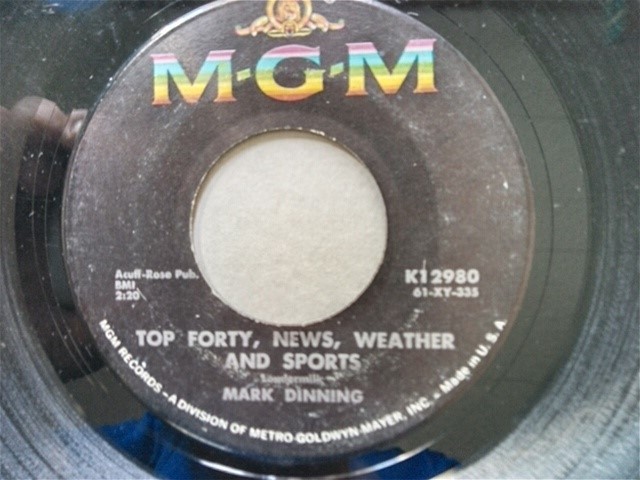 M-G-M
Acuff-Rose Pub.
BMI
2:20
K12980
61-XY-335
TOP FORTY, NEWS, WEATHER
AND SPORTS
Loudermilk
MARK DINNING
MGM RECORDS – A DIVISION OF METRO-GOLDWYN-MAYER, INC. – Made in U.S.A